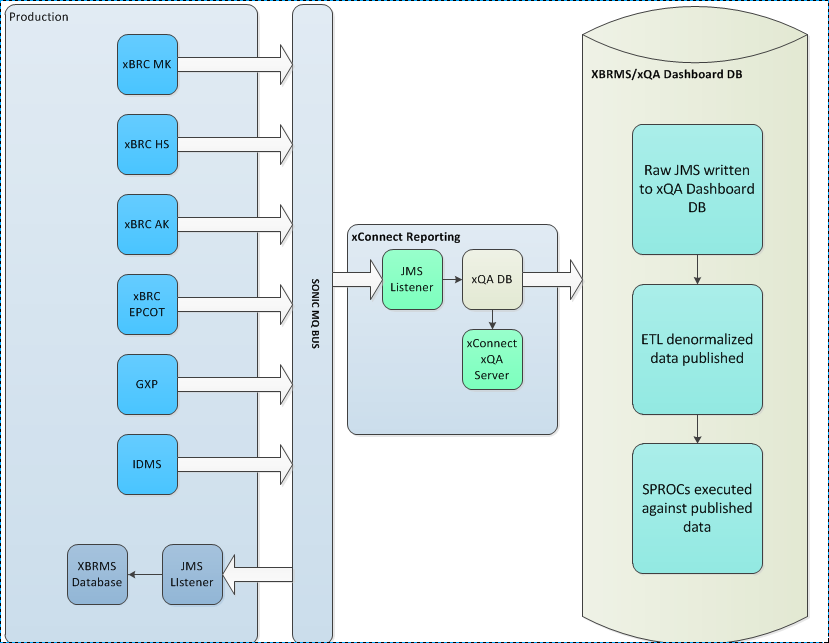 Production
xBRC MK
xBRC HS
xBRC AK
xBRC
EPCOT
GXP
IDMS
XBRMS
Database
JMS
LIstener
SONIC MQ BUS
xConnect Reporting
JMS
Listener
xQA DB
xConnect
xQA
Server
XBRMS/xQA Dashboard DB
Raw JMS written
to xQA Dashboard
DB
ETL denormalized
data published
SPROCs executed
against published
data